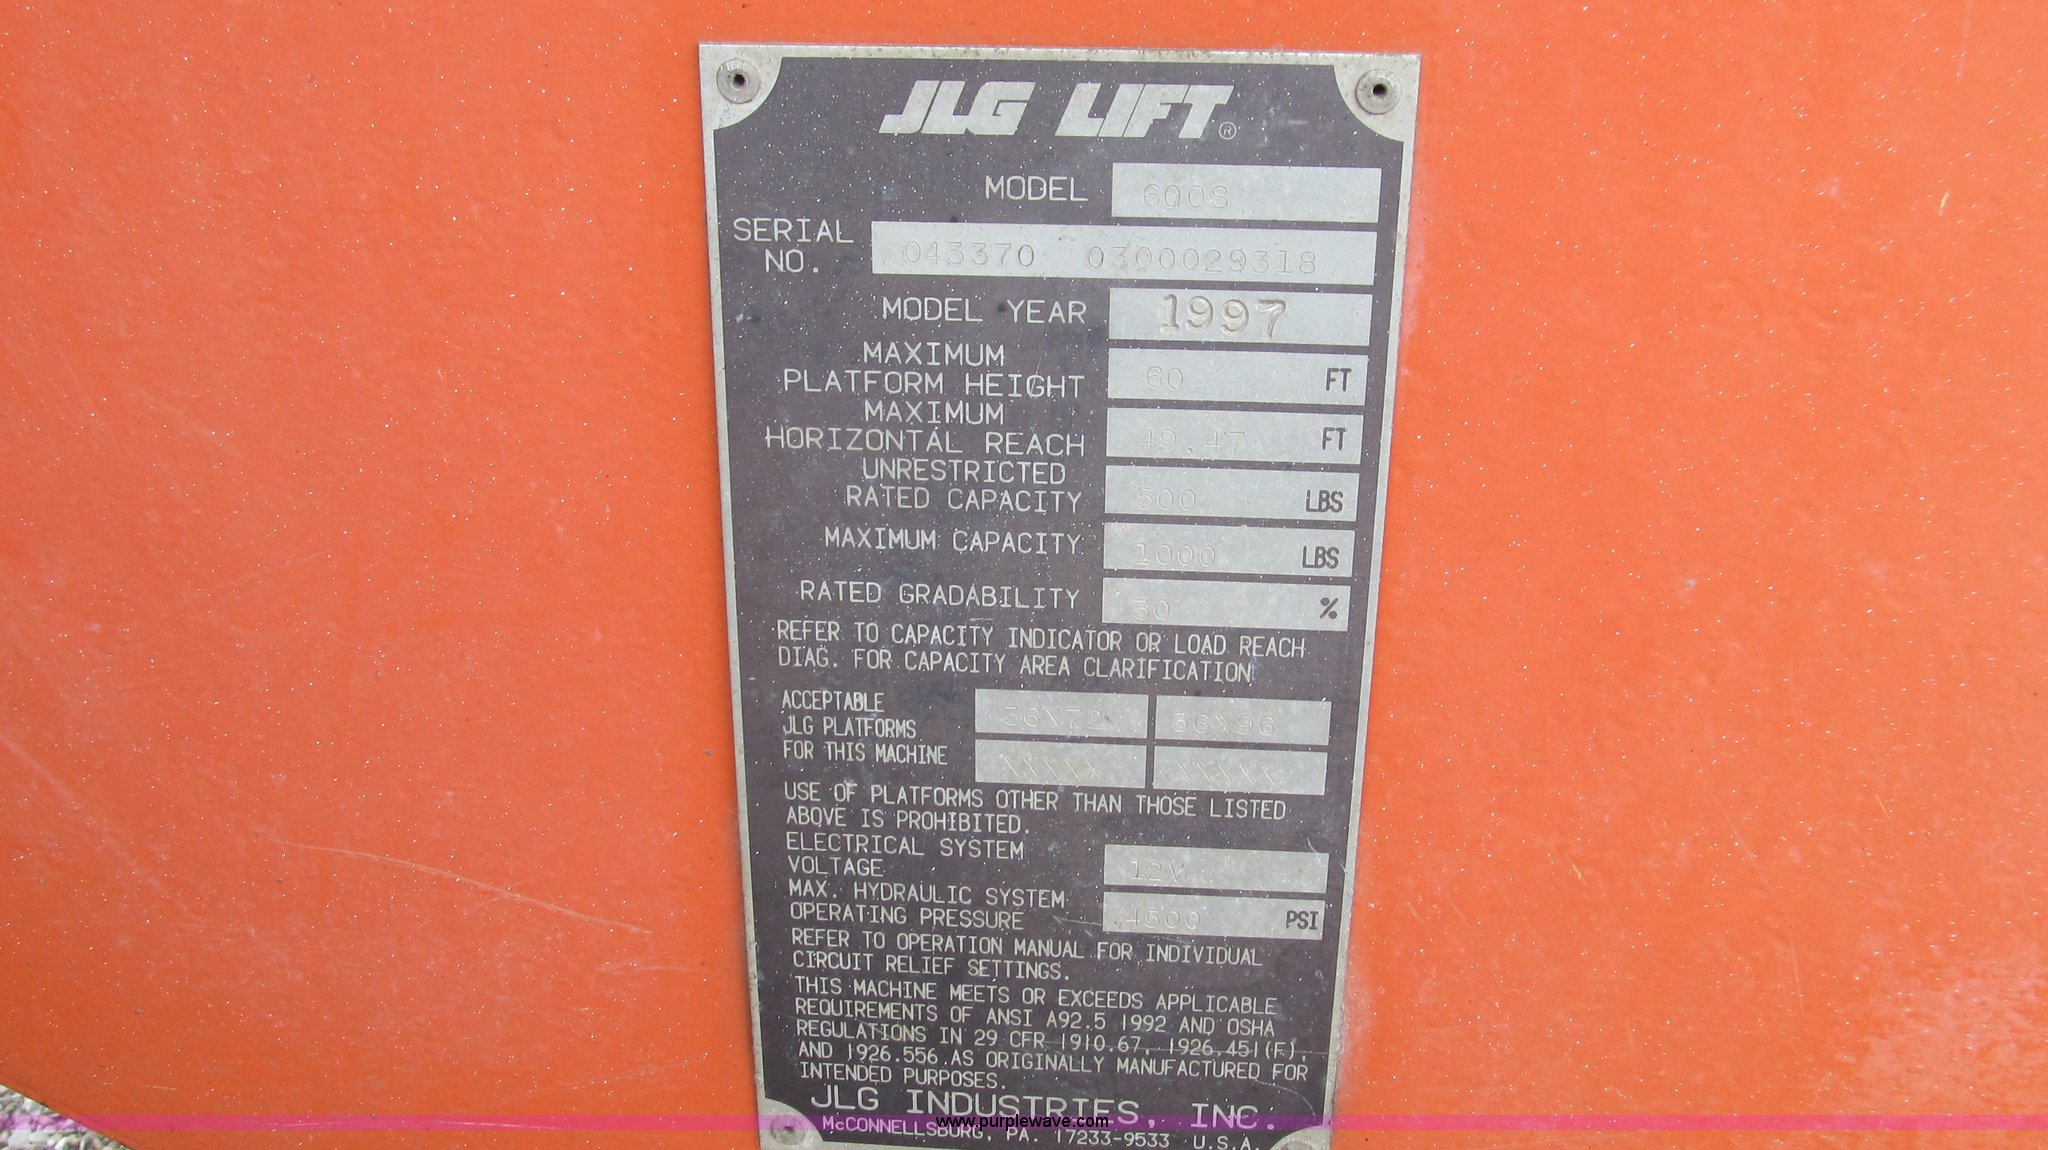 JLG LIFT®
MODEL 600S
SERIAL NO. 043370 0300029318
MODEL YEAR 1997
MAXIMUM
PLATFORM HEIGHT 60 FT
MAXIMUM
HORIZONTAL REACH 49.47 FT
UNRESTRICTED
RATED CAPACITY 500 LBS
MAXIMUM CAPACITY 1000 LBS
RATED GRADABILITY 30 %
REFER TO CAPACITY INDICATOR OR LOAD REACH
DIAG. FOR CAPACITY AREA CLARIFICATION
ACCEPTABLE
JLG PLATFORMS
FOR THIS MACHINE
36X72 36X96
XXXXX XXXXX
USE OF PLATFORMS OTHER THAN THOSE LISTED
ABOVE IS PROHIBITED.
ELECTRICAL SYSTEM
VOLTAGE 12V
MAX. HYDRAULIC SYSTEM
OPERATING PRESSURE 4500 PSI
REFER TO OPERATION MANUAL FOR INDIVIDUAL
CIRCUIT RELIEF SETTINGS.
THIS MACHINE MEETS OR EXCEEDS APPLICABLE
REQUIREMENTS OF ANSI A92.5 1992 AND OSHA
REGULATIONS IN 29 CFR 1910.67, 1926.451(F),
AND 1926.556 AS ORIGINALLY MANUFACTURED FOR
INTENDED PURPOSES.
JLG INDUSTRIES, INC.
www.purplewave.com
McCONNELLSBURG, PA. 17233-9533 U.S.A.